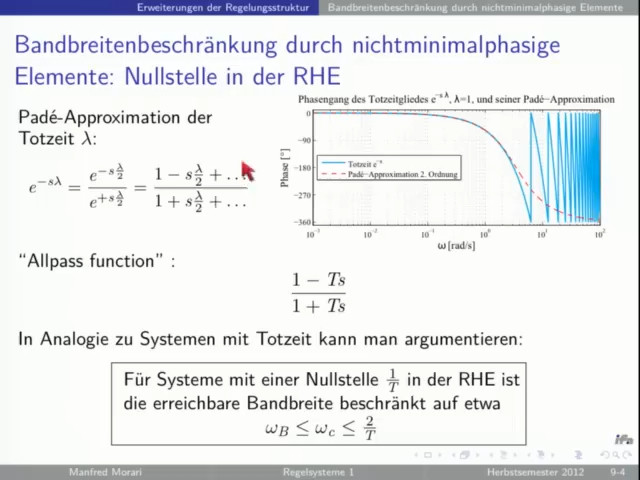 Erweiterungen der Regelungsstruktur Bandbreitenbeschränkung durch nichtminimalphasige Elemente
Bandbreitenbeschränkung durch nichtminimalphasige
Elemente: Nullstelle in der RHE
Padé-Approximation der
Totzeit λ:
e^{-sλ} = e^{-s λ/2} / e^{+s λ/2} = (1 − s λ/2 + ...) / (1 + s λ/2 + ...)
Phasengang des Totzeitgliedes e^{-sλ}, λ=1, und seiner Padé−Approximation
Phase [°]
0
−90
−180
−270
−360
Totzeit e^{-s}
Padé−Approximation 2. Ordnung
10^{-3} 10^{-2} 10^{-1} 10^{0} 10^{1} 10^{2}
ω [rad/s]
“Allpass function” :
(1 − Ts) / (1 + Ts)
In Analogie zu Systemen mit Totzeit kann man argumentieren:
Für Systeme mit einer Nullstelle 1/T in der RHE ist
die erreichbare Bandbreite beschränkt auf etwa
ω_B ≤ ω_c ≤ 2/T
ifa
Manfred Morari Regelsysteme 1 Herbstsemester 2012 9-4